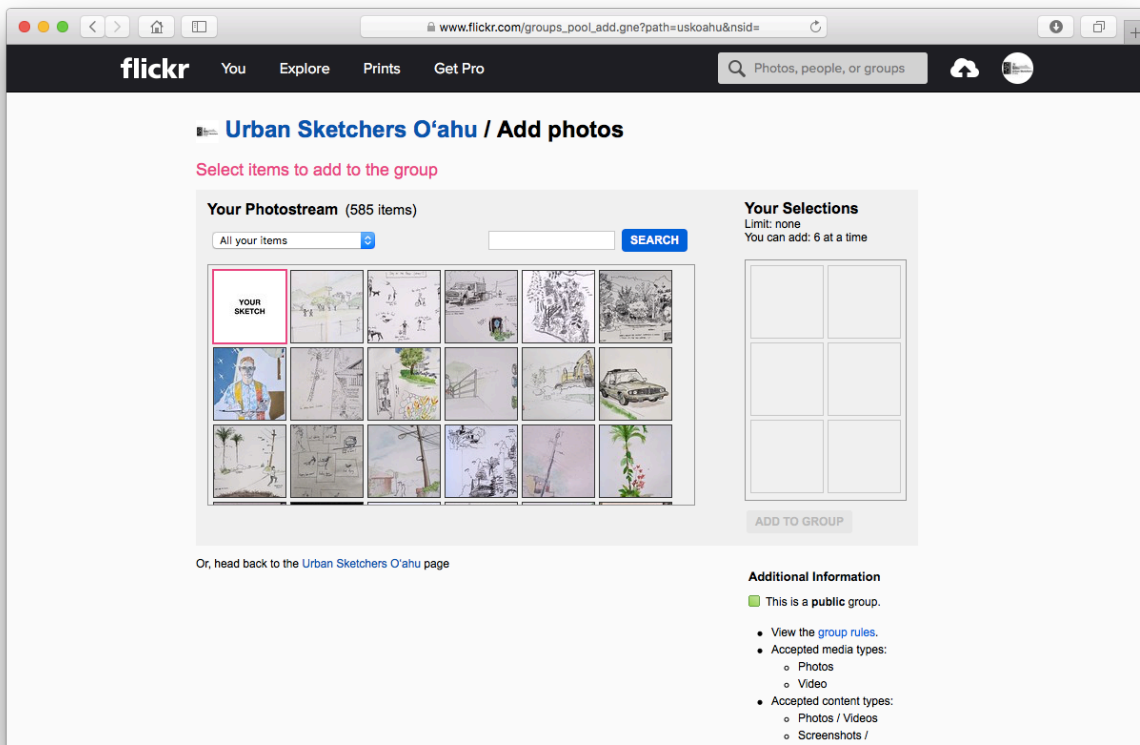 www.flickr.com/groups_pool_add.gne?path=uskoahu&nsid=
flickr You Explore Prints Get Pro Photos, people, or groups
Urban Sketchers Oʻahu / Add photos
Select items to add to the group
Your Photostream (585 items)
All your items
SEARCH
YOUR
SKETCH
Your Selections
Limit: none
You can add: 6 at a time
ADD TO GROUP
Or, head back to the Urban Sketchers O'ahu page
Additional Information
This is a public group.
View the group rules.
Accepted media types:
Photos
Video
Accepted content types:
Photos / Videos
Screenshots /